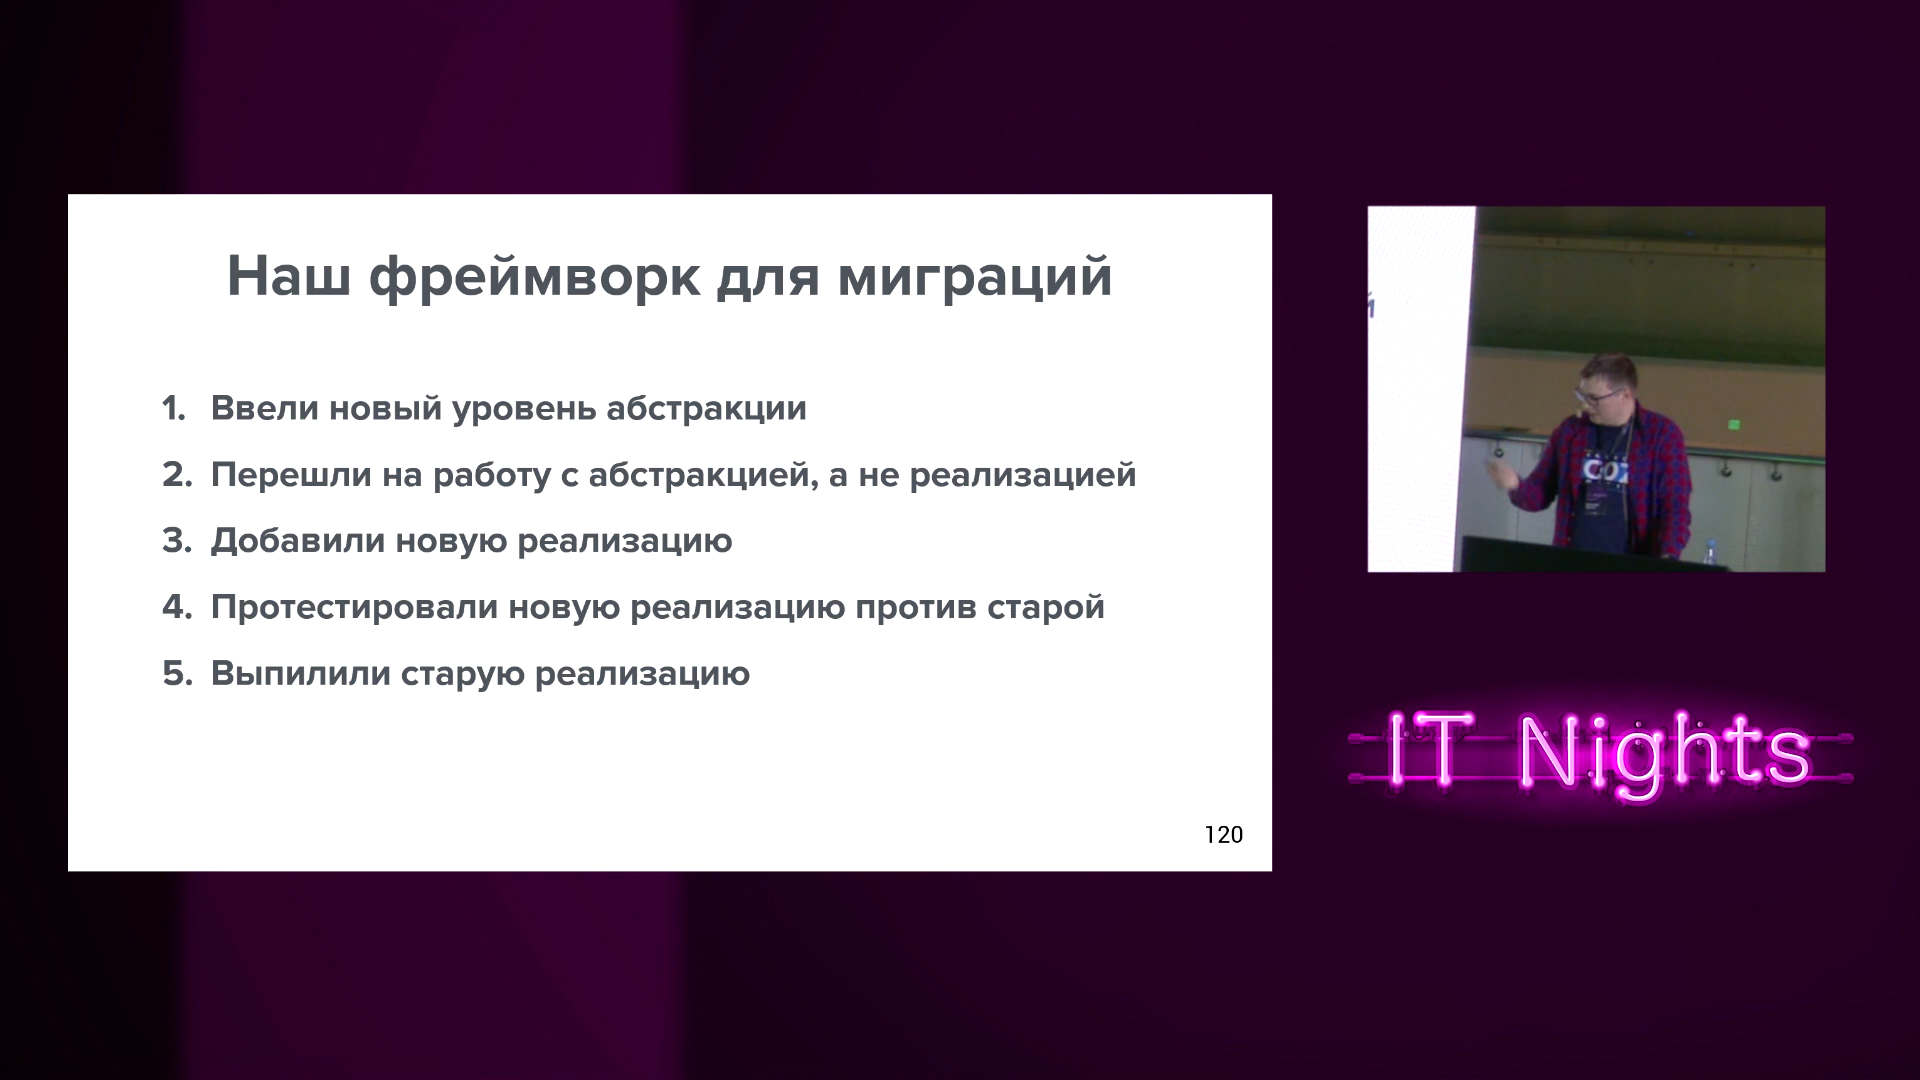 Наш фреймворк для миграций
1. Ввели новый уровень абстракции
2. Перешли на работу с абстракцией, а не реализацией
3. Добавили новую реализацию
4. Протестировали новую реализацию против старой
5. Выпилили старую реализацию
120
й
IT Nights